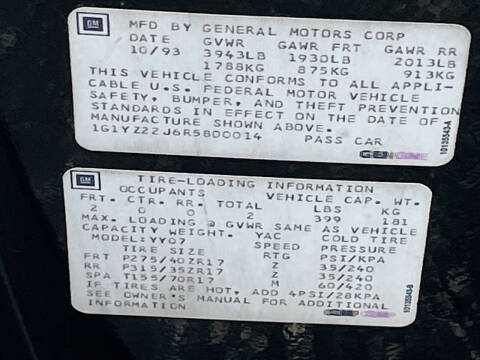 GM
MFD BY GENERAL MOTORS CORP
DATE GVWR GAWR FRT GAWR RR
10/93 3943LB 1930LB 2013LB
1788KG 875KG 913KG
THIS VEHICLE CONFORMS TO ALL APPLI-
CABLE U.S. FEDERAL MOTOR VEHICLE
SAFETY, BUMPER, AND THEFT PREVENTION
STANDARDS IN EFFECT ON THE DATE OF
MANUFACTURE SHOWN ABOVE.
1G1YZ22J6R5800014 PASS CAR
10135543-A
GM
TIRE-LOADING INFORMATION
OCCUPANTS VEHICLE CAP. WT.
FRT. CTR. RR. TOTAL LBS KG
2 0 0 2 399 181
MAX. LOADING @ GVWR SAME AS VEHICLE
CAPACITY WEIGHT. YAC COLD TIRE
MODEL:YY07 SPEED PRESSURE
TIRE SIZE RTG PSI/KPA
FRT P275/40ZR17 Z 35/240
RR P315/35ZR17 Z 35/240
SPA T155/70R17 M 60/420
IF TIRES ARE HOT, ADD 4PSI/28KPA
SEE OWNER'S MANUAL FOR ADDITIONAL
INFORMATION
10135543-B